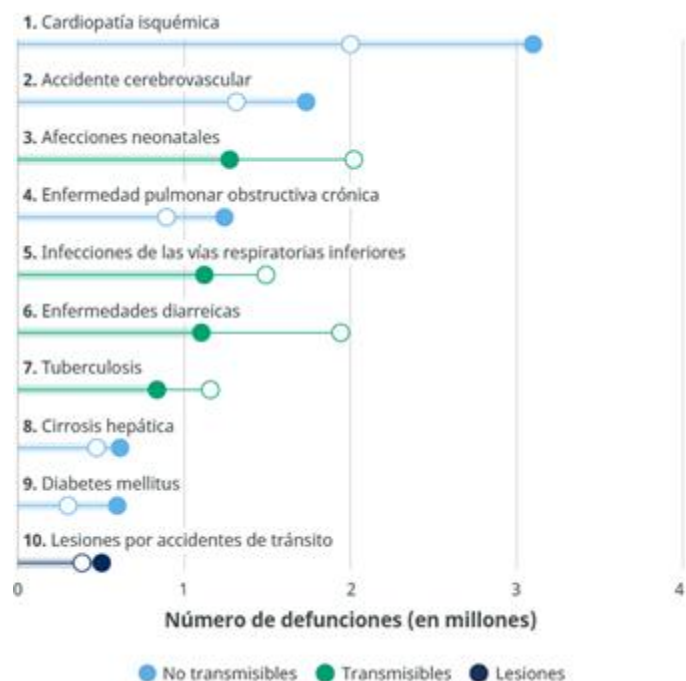 1. Cardiopatía isquémica
2. Accidente cerebrovascular
3. Afecciones neonatales
4. Enfermedad pulmonar obstructiva crónica
5. Infecciones de las vías respiratorias inferiores
6. Enfermedades diarreicas
7. Tuberculosis
8. Cirrosis hepática
9. Diabetes mellitus
10. Lesiones por accidentes de tránsito
0 1 2 3 4
Número de defunciones (en millones)
No transmisibles Transmisibles Lesiones